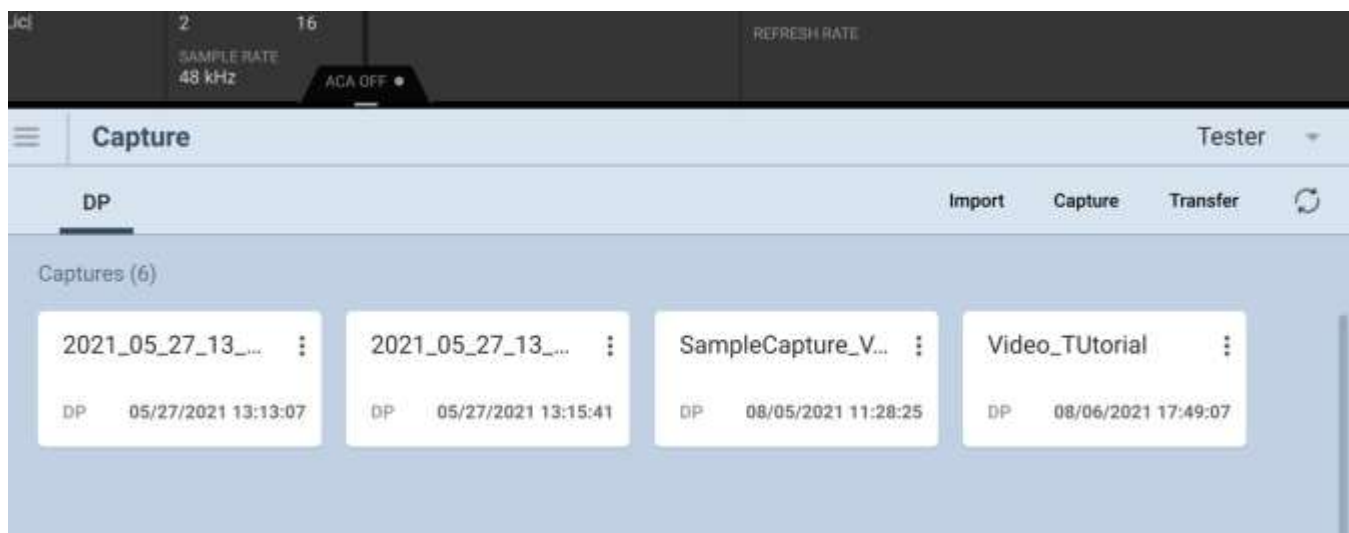 2 16
SAMPLE RATE
48 kHz
REFRESH RATE
ACA OFF
Capture Tester
DP Import Capture Transfer
Captures (6)
2021_05_27_13_... 2021_05_27_13_... SampleCapture_V... Video_TUtorial
DP 05/27/2021 13:13:07 DP 05/27/2021 13:15:41 DP 08/05/2021 11:28:25 DP 08/06/2021 17:49:07